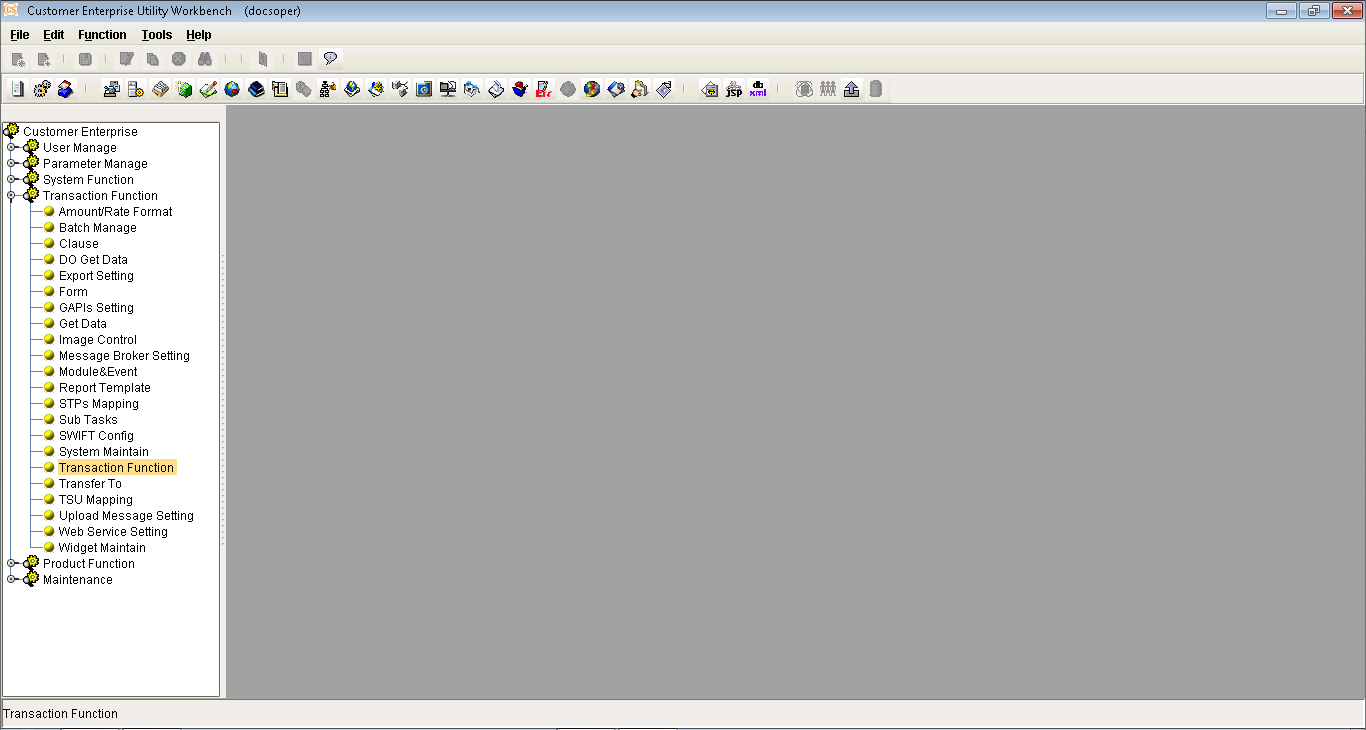 CS Customer Enterprise Utility Workbench (docsoper)
File Edit Function Tools Help
Err jsp db xml
Customer Enterprise
User Manage
Parameter Manage
System Function
Transaction Function
Amount/Rate Format
Batch Manage
Clause
DO Get Data
Export Setting
Form
GAPIs Setting
Get Data
Image Control
Message Broker Setting
Module&Event
Report Template
STPs Mapping
Sub Tasks
SWIFT Config
System Maintain
Transaction Function
Transfer To
TSU Mapping
Upload Message Setting
Web Service Setting
Widget Maintain
Product Function
Maintenance
Transaction Function